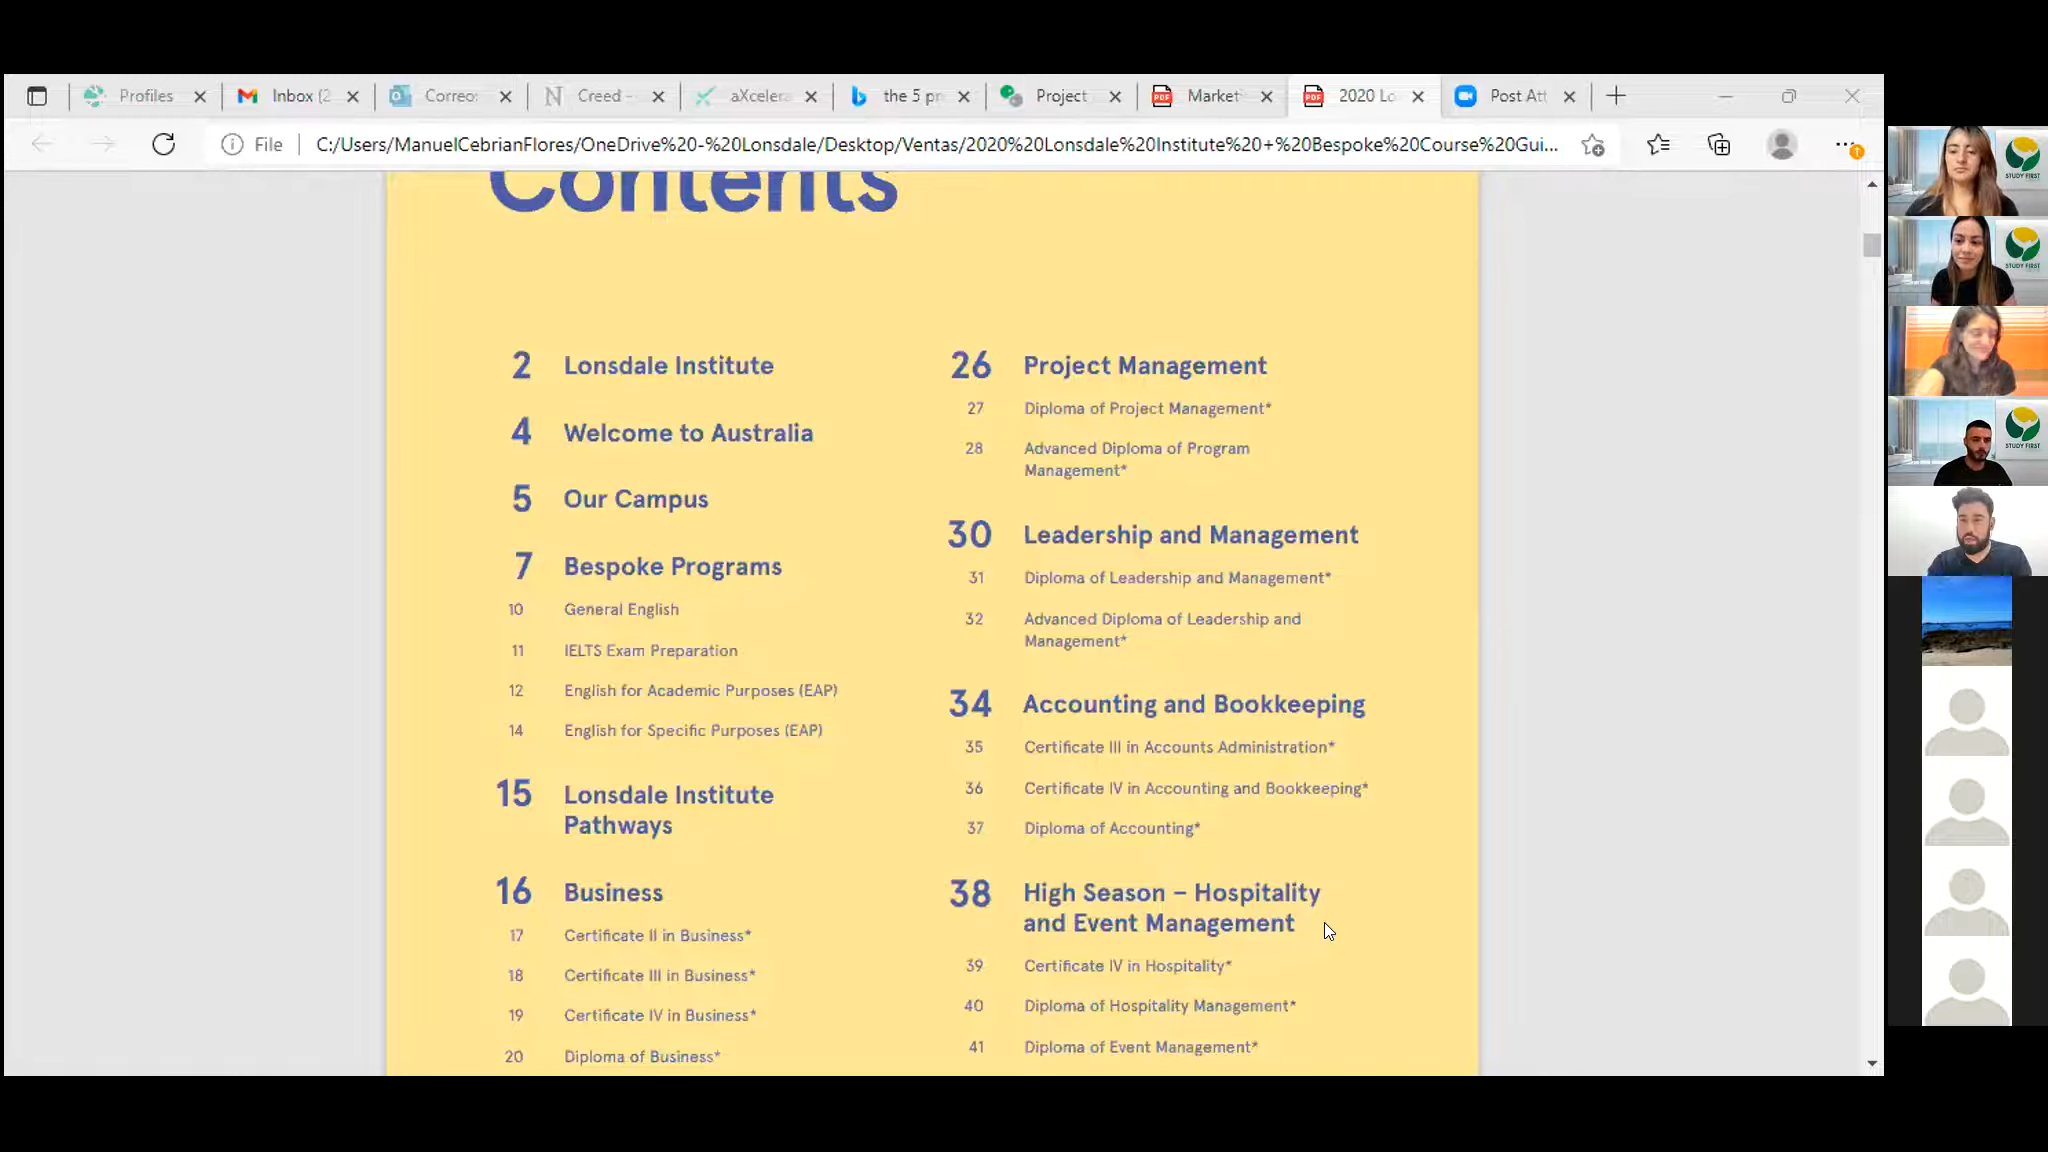 Profiles
Inbox (2
Correo:
Creed -
aXcelera
the 5 pr
Project
Market
2020 Lo
Post Att
File
C:/Users/ManuelCebrianFlores/OneDrive%20-%20Lonsdale/Desktop/Ventas/2020%20Lonsdale%20Institute%20+%20Bespoke%20Course%20Gui...
Contents
2 Lonsdale Institute
4 Welcome to Australia
5 Our Campus
7 Bespoke Programs
10 General English
11 IELTS Exam Preparation
12 English for Academic Purposes (EAP)
14 English for Specific Purposes (EAP)
15 Lonsdale Institute
Pathways
16 Business
17 Certificate II in Business*
18 Certificate III in Business*
19 Certificate IV in Business*
20 Diploma of Business*
26 Project Management
27 Diploma of Project Management*
28 Advanced Diploma of Program
Management*
30 Leadership and Management
31 Diploma of Leadership and Management*
32 Advanced Diploma of Leadership and
Management*
34 Accounting and Bookkeeping
35 Certificate III in Accounts Administration*
36 Certificate IV in Accounting and Bookkeeping*
37 Diploma of Accounting*
38 High Season – Hospitality
and Event Management
39 Certificate IV in Hospitality*
40 Diploma of Hospitality Management*
41 Diploma of Event Management*
STUDY FIRST
STUDY FIRST
STUDY FIRST